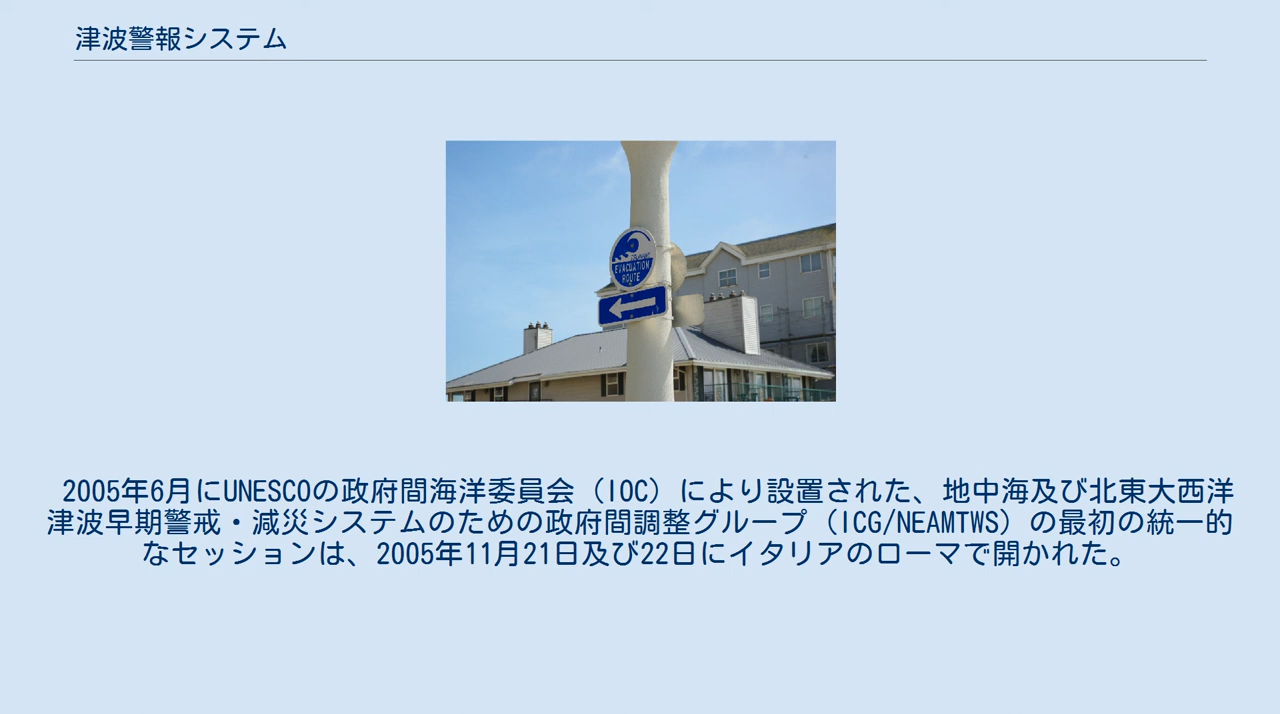 津波警報システム
EVACUATION
ROUTE
2005年6月にUNESCOの政府間海洋委員会（IOC）により設置された、地中海及び北東大西洋
津波早期警戒・減災システムのための政府間調整グループ（ICG/NEAMTWS）の最初の統一的
なセッションは、2005年11月21日及び22日にイタリアのローマで開かれた。